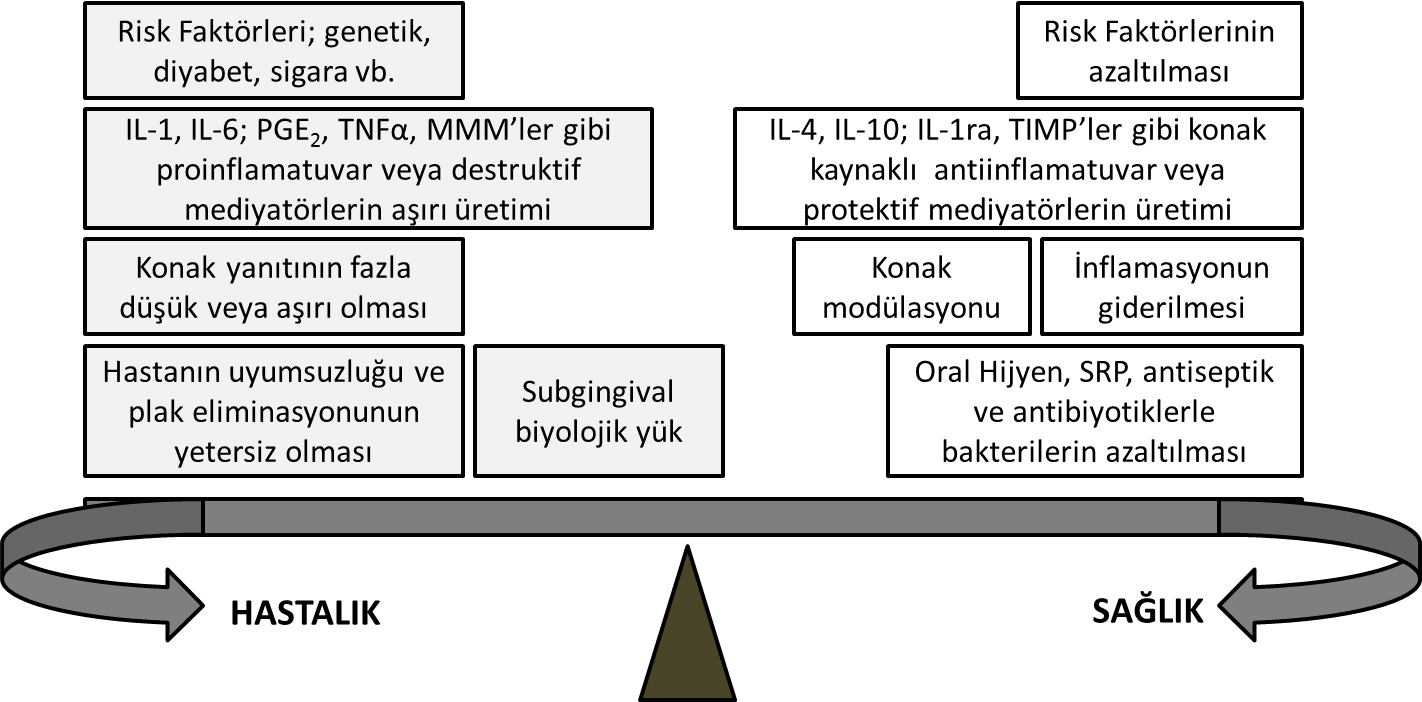 Risk Faktörleri; genetik,
diyabet, sigara vb.
Risk Faktörlerinin
azaltılması
IL-1, IL-6; PGE₂, TNFα, MMM’ler gibi
proinflamatuvar veya destruktif
mediyatörlerin aşırı üretimi
IL-4, IL-10; IL-1ra, TIMP’ler gibi konak
kaynaklı antiinflamatuvar veya
protektif mediyatörlerin üretimi
Konak yanıtının fazla
düşük veya aşırı olması
Konak
modülasyonu
İnflamasyonun
giderilmesi
Hastanın uyumsuzluğu ve
plak eliminasyonunun
yetersiz olması
Subgingival
biyolojik yük
Oral Hijyen, SRP, antiseptik
ve antibiyotiklerle
bakterilerin azaltılması
HASTALIK
SAĞLIK